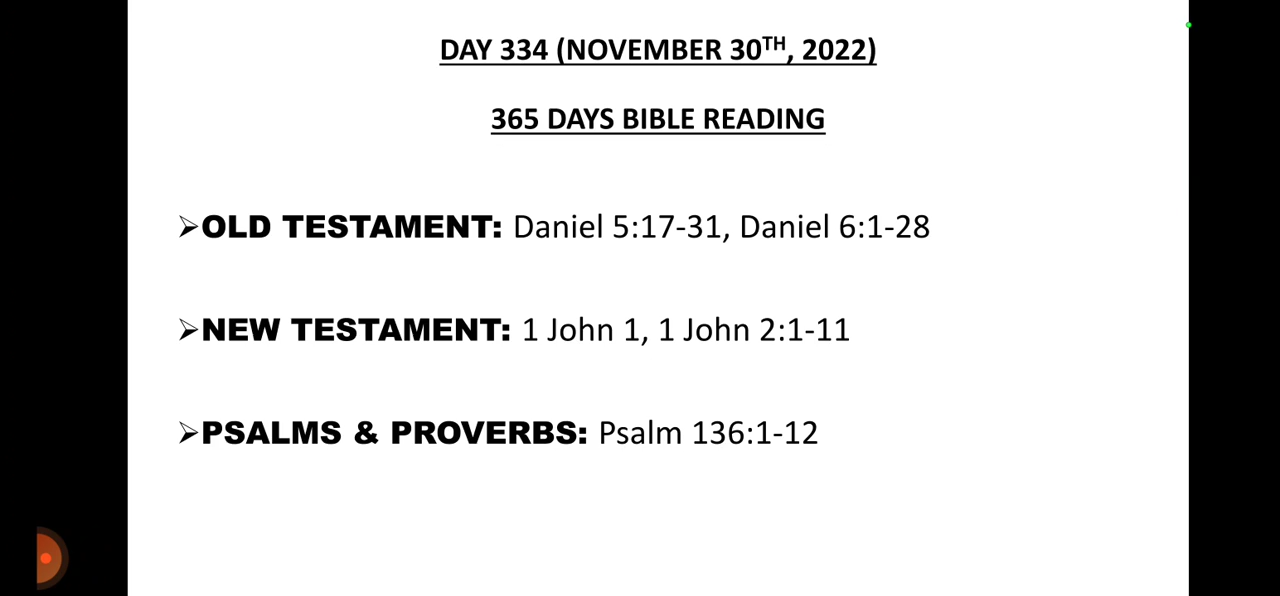 DAY 334 (NOVEMBER 30TH, 2022)
365 DAYS BIBLE READING
➢OLD TESTAMENT: Daniel 5:17-31, Daniel 6:1-28
➢NEW TESTAMENT: 1 John 1, 1 John 2:1-11
➢PSALMS & PROVERBS: Psalm 136:1-12